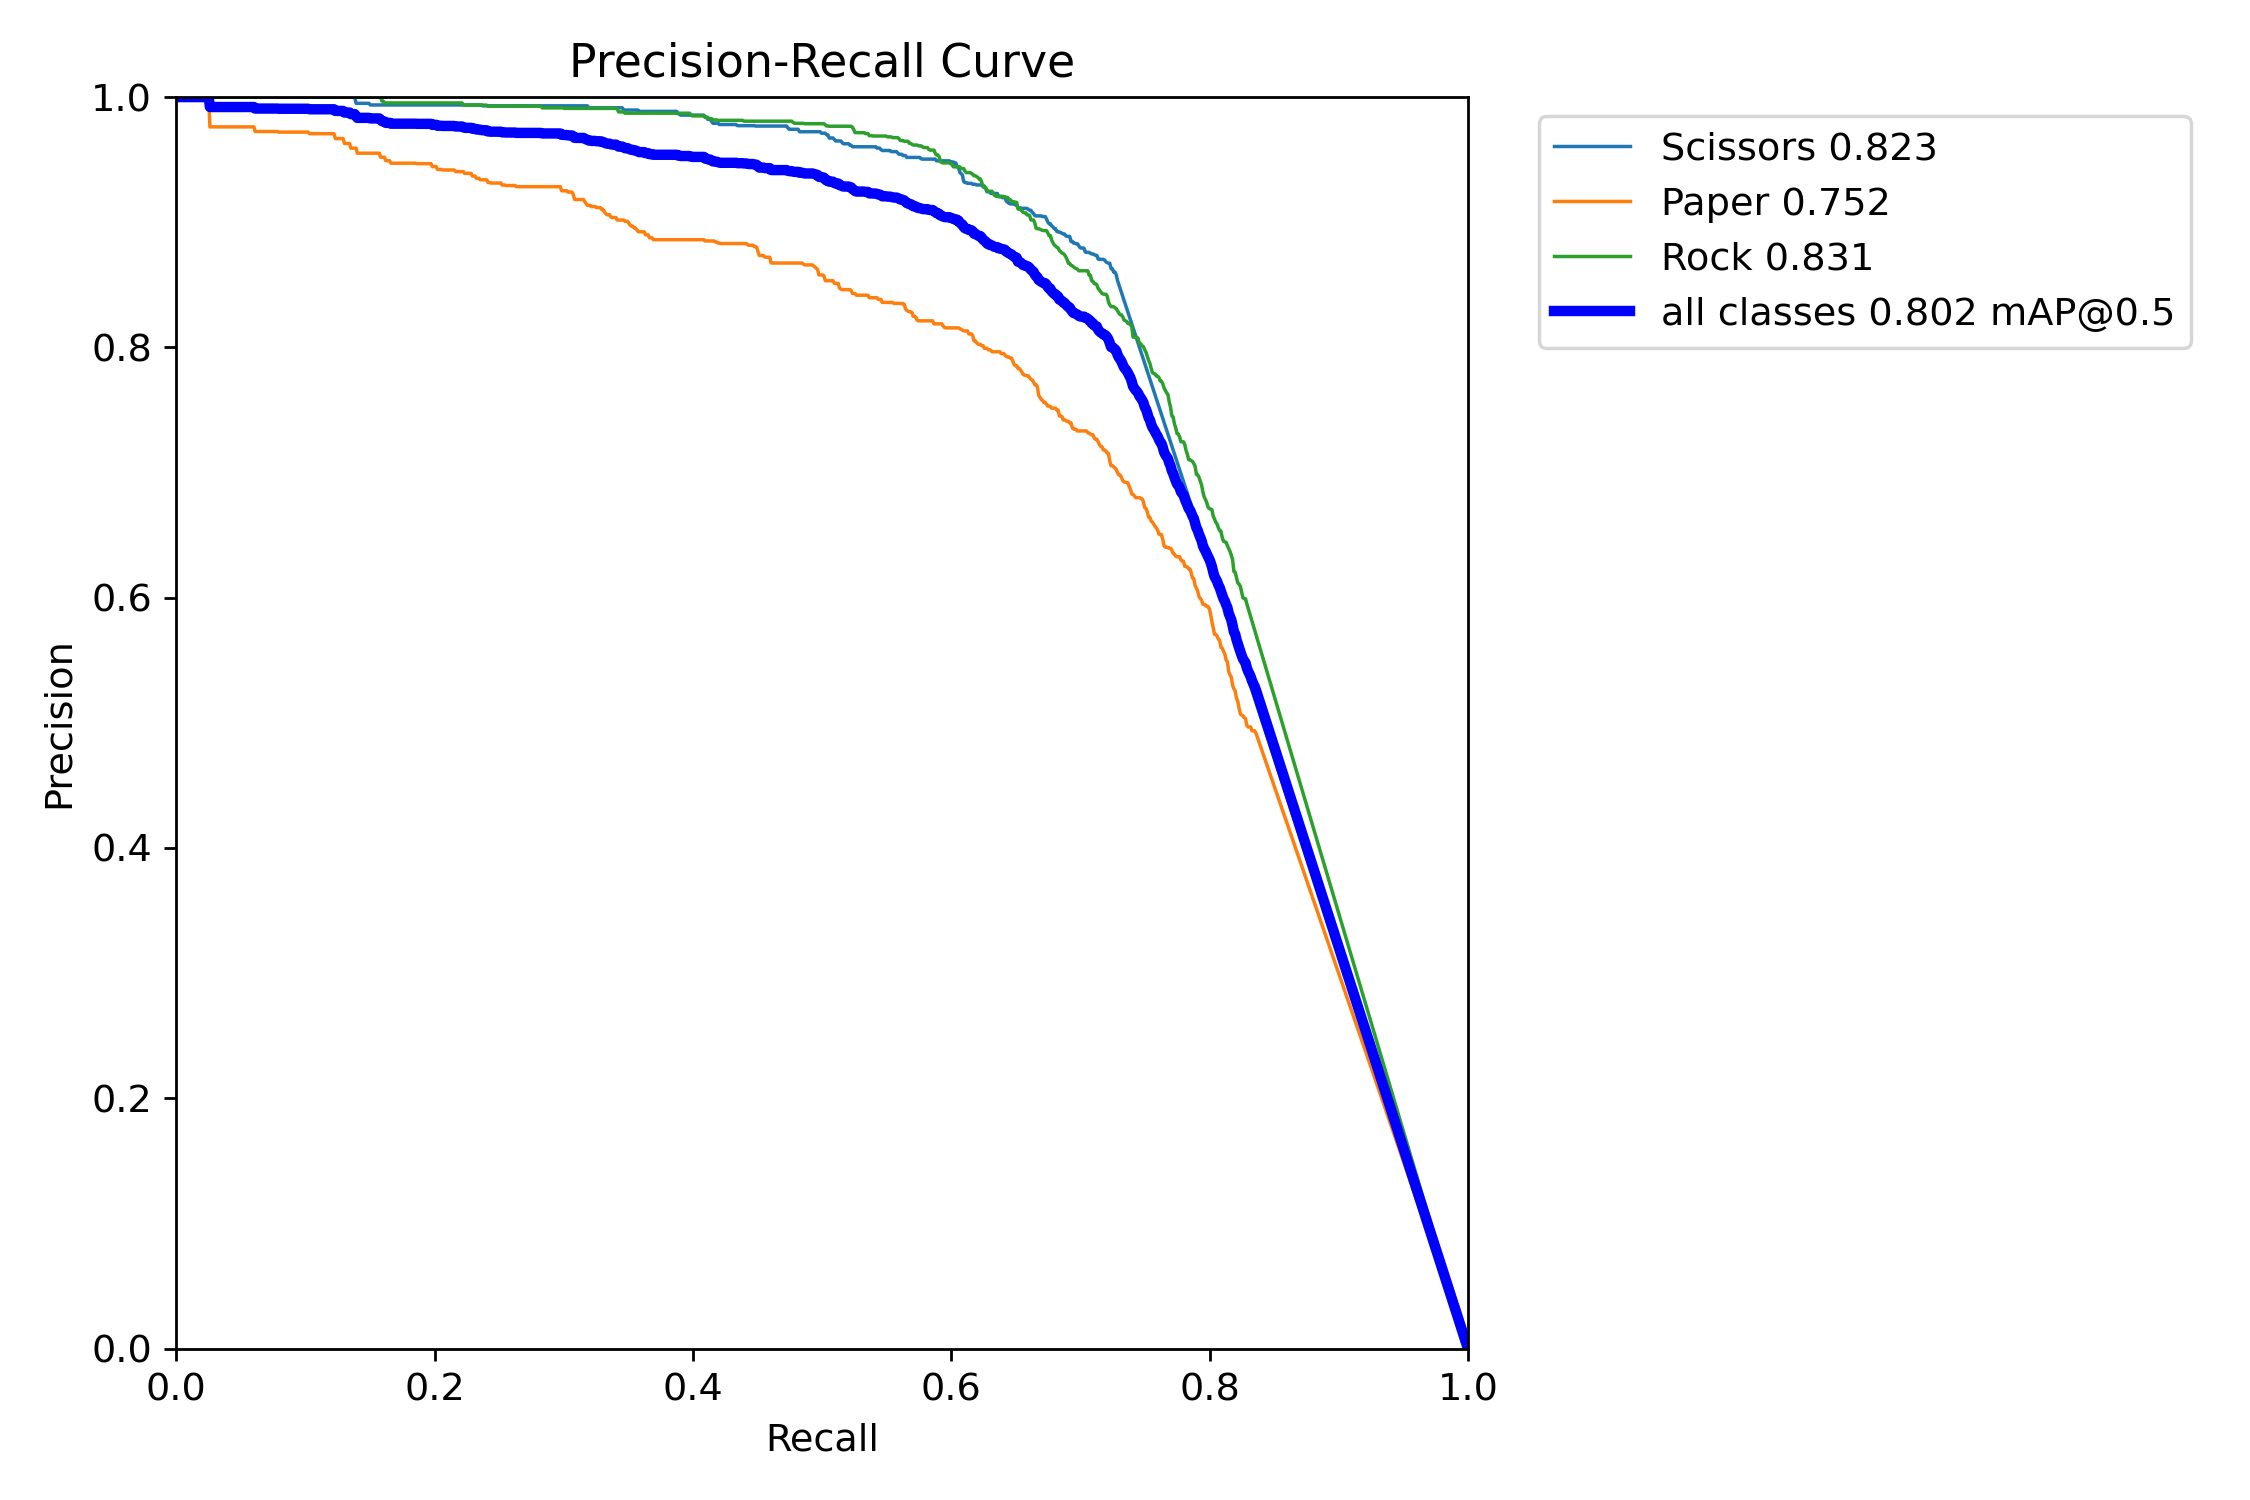 Precision-Recall Curve
1.0
0.8
0.6
0.4
0.2
0.0
Precision
0.0 0.2 0.4 0.6 0.8 1.0
Recall
Scissors 0.823
Paper 0.752
Rock 0.831
all classes 0.802 mAP@0.5